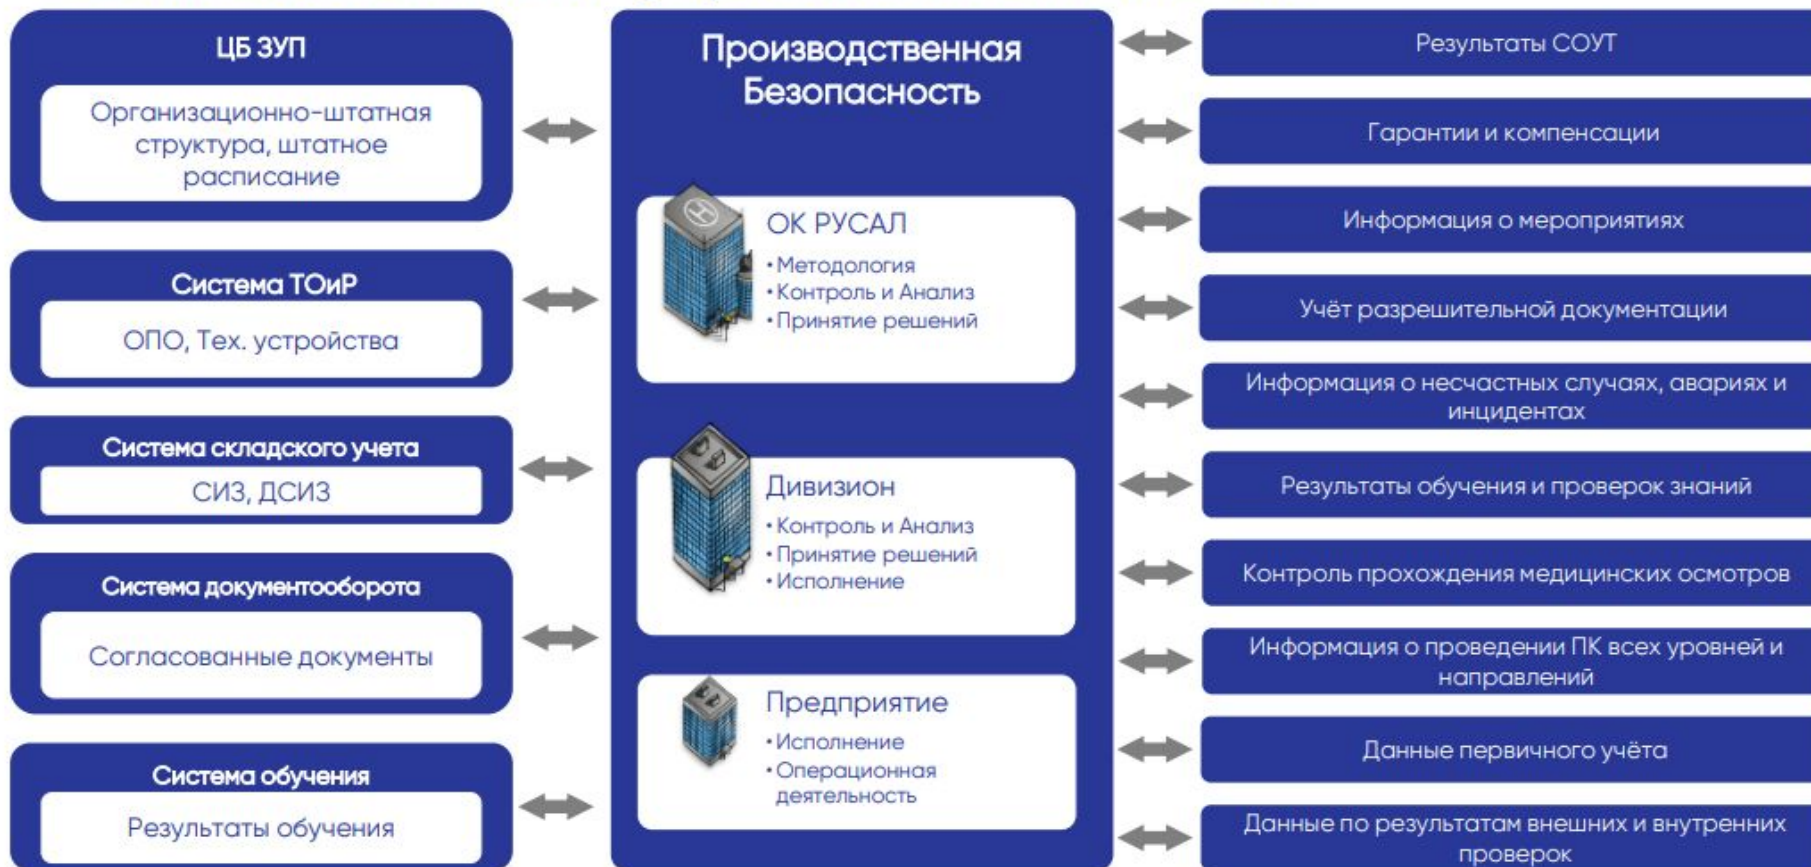 ЦБ ЗУП
Организационно-штатная
структура, штатное
расписание
Система ТОиР
ОПО, Тех. устройства
Система складского учета
СИЗ, ДСИЗ
Система документооборота
Согласованные документы
Система обучения
Результаты обучения
Производственная
Безопасность
ОК РУСАЛ
• Методология
• Контроль и Анализ
• Принятие решений
Дивизион
• Контроль и Анализ
• Принятие решений
• Исполнение
Предприятие
• Исполнение
• Операционная
деятельность
Результаты СОУТ
Гарантии и компенсации
Информация о мероприятиях
Учёт разрешительной документации
Информация о несчастных случаях, авариях и
инцидентах
Результаты обучения и проверок знаний
Контроль прохождения медицинских осмотров
Информация о проведении ПК всех уровней и
направлений
Данные первичного учёта
Данные по результатам внешних и внутренних
проверок